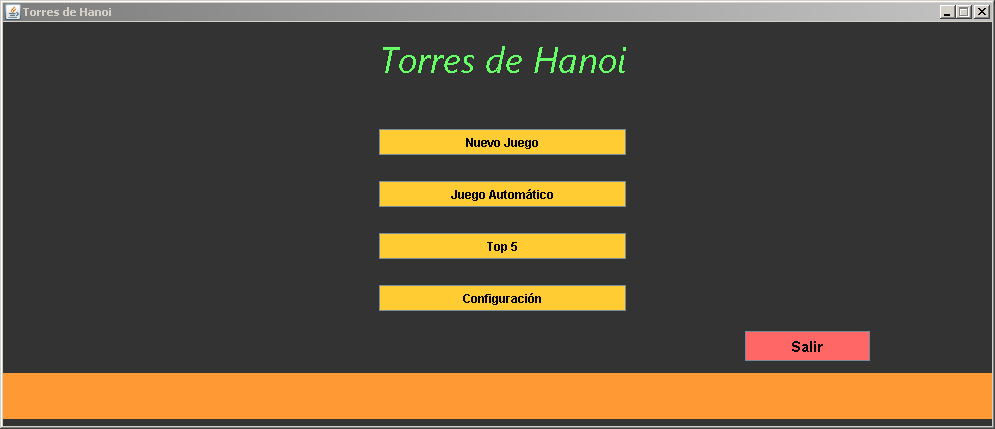 Torres de Hanoi
Torres de Hanoi
Nuevo Juego
Juego Automático
Top 5
Configuración
Salir